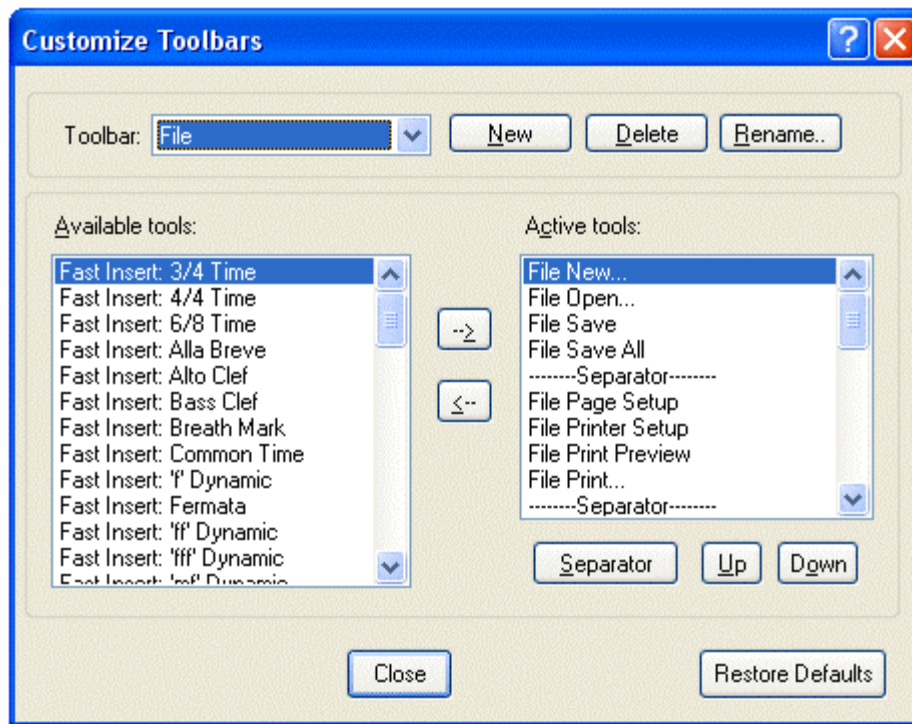 Customize Toolbars
Toolbar: File New Delete Rename..
Available tools:
Fast Insert: 3/4 Time
Fast Insert: 4/4 Time
Fast Insert: 6/8 Time
Fast Insert: Alla Breve
Fast Insert: Alto Clef
Fast Insert: Bass Clef
Fast Insert: Breath Mark
Fast Insert: Common Time
Fast Insert: 'f' Dynamic
Fast Insert: Fermata
Fast Insert: 'ff' Dynamic
Fast Insert: 'fff' Dynamic
Fast Insert: 'mf' Dynamic
-->
<--
Active tools:
File New...
File Open...
File Save
File Save All
--------Separator--------
File Page Setup
File Printer Setup
File Print Preview
File Print...
--------Separator--------
Separator Up Down
Close Restore Defaults